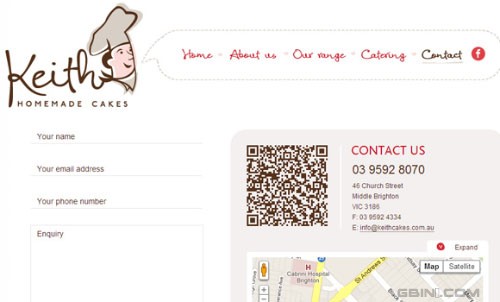 Keith
HOMEMADE CAKES
Home
About us
Our range
Catering
Contact
f
Your name
Your email address
Your phone number
Enquiry
CONTACT US
03 9592 8070
46 Church Street
Middle Brighton
VIC 3186
F: 03 9592 4334
E: info@keithcakes.com.au
Expand
Map
Satellite
H
Cabrini Hospital
Brighton
St Andrews St
GBIN1.COM